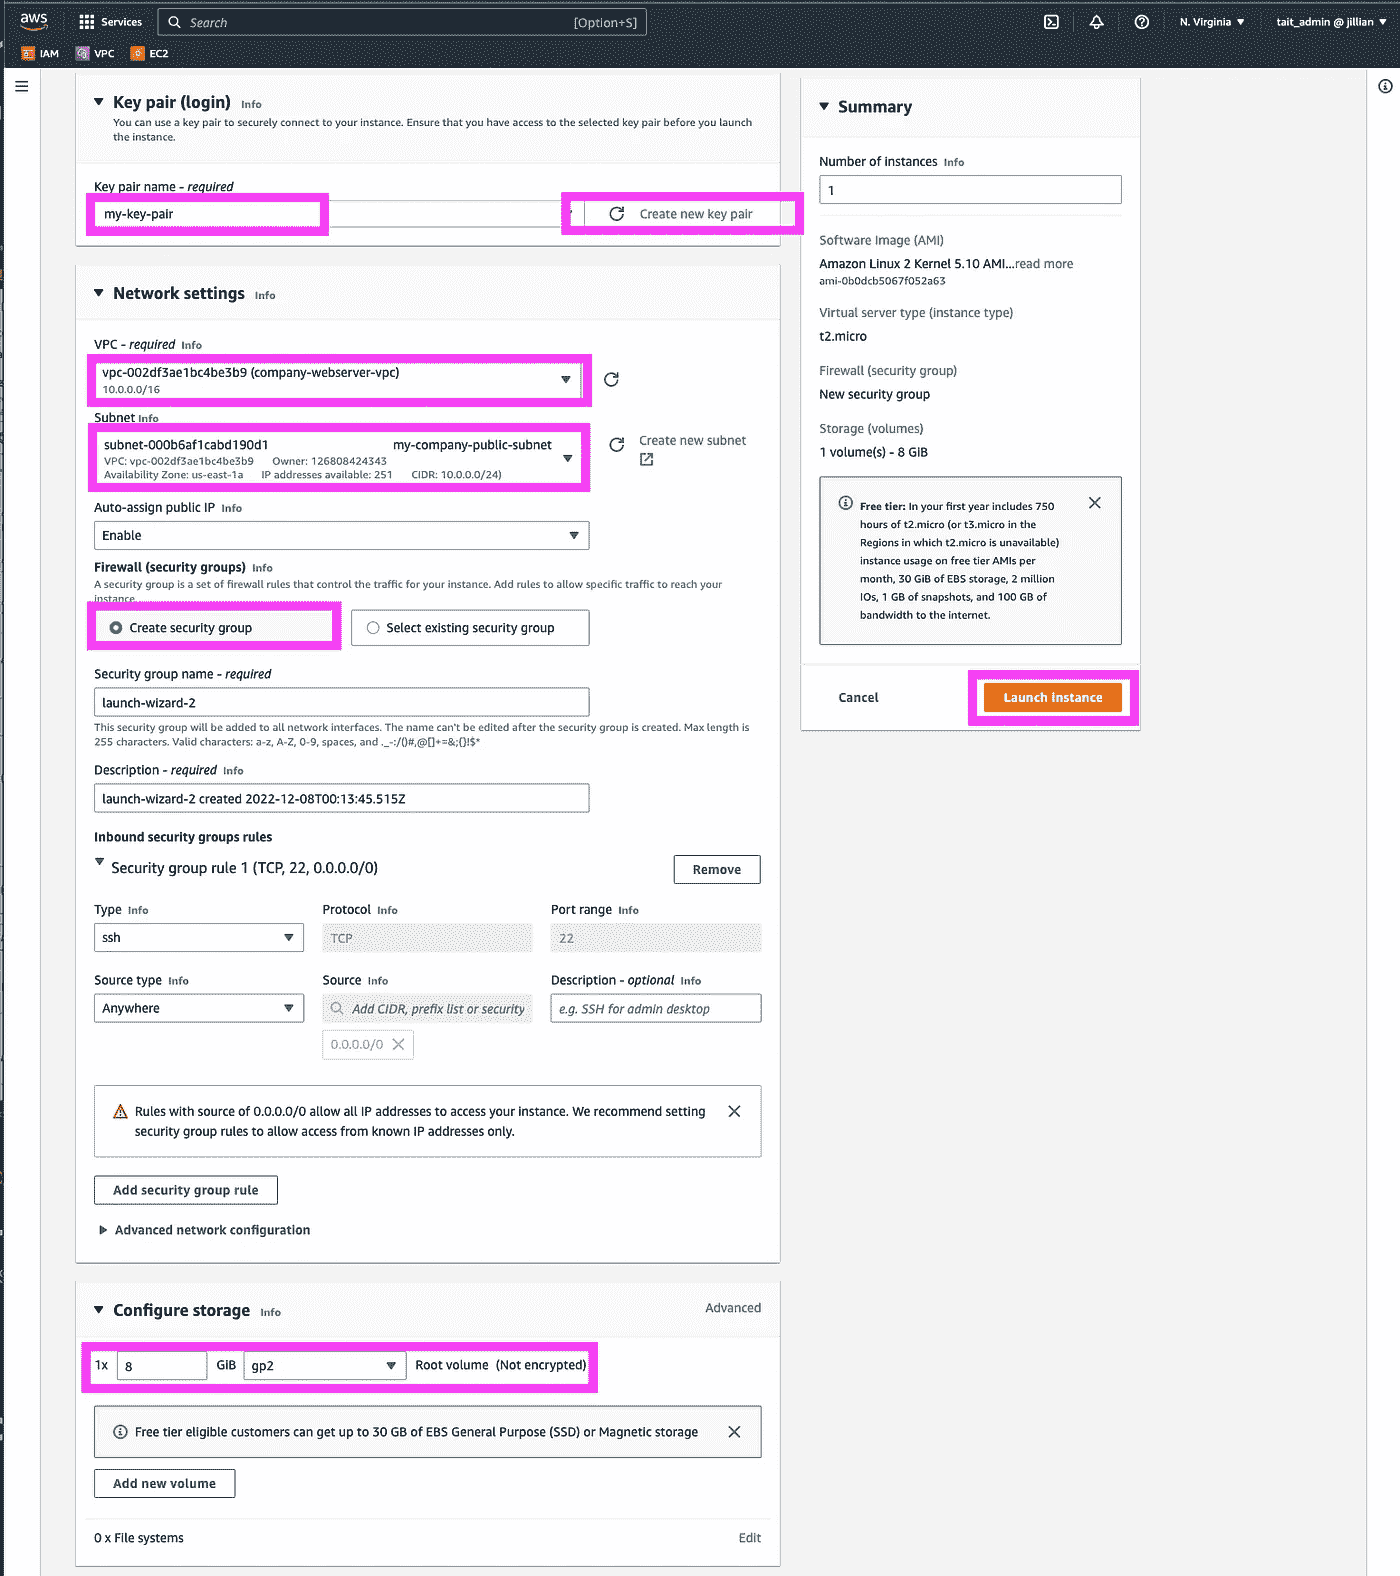 aws
Services
Search
[Option+S]
N. Virginia
tait_admin @ jillian
IAM
VPC
EC2
Key pair (login) Info
You can use a key pair to securely connect to your instance. Ensure that you have access to the selected key pair before you launch
the instance.
Key pair name - required
my-key-pair
Create new key pair
Network settings Info
VPC - required Info
vpc-002df3ae1bc4be3b9 (company-webserver-vpc)
10.0.0.0/16
Subnet Info
subnet-000b6af1cabd190d1 my-company-public-subnet
VPC: vpc-002df3ae1bc4be3b9 Owner: 126808424343
Availability Zone: us-east-1a IP addresses available: 251 CIDR: 10.0.0.0/24)
Create new subnet
Auto-assign public IP Info
Enable
Firewall (security groups) Info
A security group is a set of firewall rules that control the traffic for your instance. Add rules to allow specific traffic to reach your
instance.
Create security group
Select existing security group
Security group name - required
launch-wizard-2
This security group will be added to all network interfaces. The name can't be edited after the security group is created. Max length is
255 characters. Valid characters: a-z, A-Z, 0-9, spaces, and ._-:/()#,@[]+=&;{}!$*
Description - required Info
launch-wizard-2 created 2022-12-08T00:13:45.515Z
Inbound security groups rules
Security group rule 1 (TCP, 22, 0.0.0.0/0)
Remove
Type Info
Protocol Info
Port range Info
ssh
TCP
22
Source type Info
Source Info
Description - optional Info
Anywhere
Add CIDR, prefix list or security
e.g. SSH for admin desktop
0.0.0.0/0
Rules with source of 0.0.0.0/0 allow all IP addresses to access your instance. We recommend setting
security group rules to allow access from known IP addresses only.
Add security group rule
Advanced network configuration
Configure storage Info
Advanced
1x 8 GiB gp2 Root volume (Not encrypted)
Free tier eligible customers can get up to 30 GB of EBS General Purpose (SSD) or Magnetic storage
Add new volume
0 x File systems
Edit
Summary
Number of instances Info
1
Software Image (AMI)
Amazon Linux 2 Kernel 5.10 AMI...read more
ami-0b0dcb5067f052a63
Virtual server type (instance type)
t2.micro
Firewall (security group)
New security group
Storage (volumes)
1 volume(s) - 8 GiB
Free tier: In your first year includes 750
hours of t2.micro (or t3.micro in the
Regions in which t2.micro is unavailable)
instance usage on free tier AMIs per
month, 30 GiB of EBS storage, 2 million
IOs, 1 GB of snapshots, and 100 GB of
bandwidth to the internet.
Cancel
Launch instance